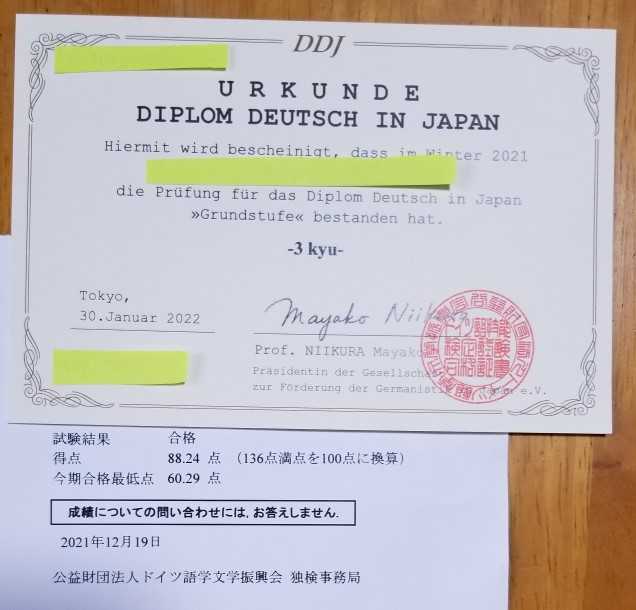 DDJ
URKUNDE
DIPLOM DEUTSCH IN JAPAN
Hiermit wird bescheinigt, dass im Winter 2021
die Prüfung für das Diplom Deutsch in Japan
»Grundstufe« bestanden hat.
-3 kyu-
Tokyo,
30.Januar 2022
Mayako Niikura
Prof. NIIKURA Mayako
Präsidentin der Gesellschaft
zur Förderung der Germanistik in Japan e.V.
試験結果 合格
得点 88.24 点 （136点満点を100点に換算）
今期合格最低点 60.29 点
成績についての問い合わせには、お答えしません.
2021年12月19日
公益財団法人ドイツ語学文学振興会 独検事務局